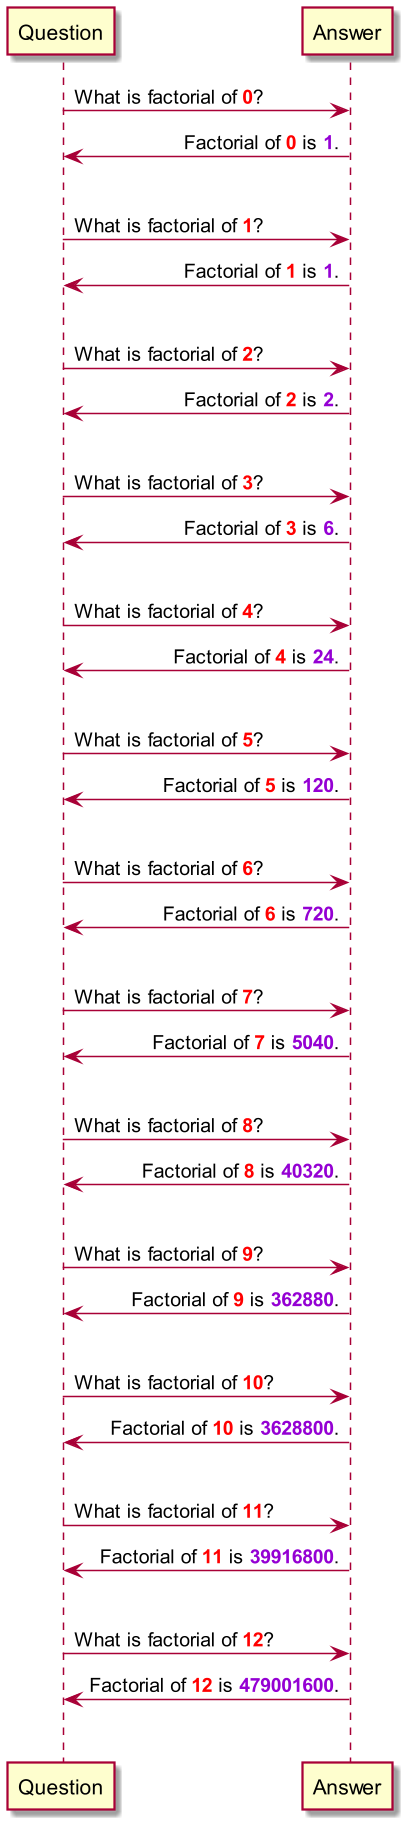 Question Answer
What is factorial of 0?
Factorial of 0 is 1.
What is factorial of 1?
Factorial of 1 is 1.
What is factorial of 2?
Factorial of 2 is 2.
What is factorial of 3?
Factorial of 3 is 6.
What is factorial of 4?
Factorial of 4 is 24.
What is factorial of 5?
Factorial of 5 is 120.
What is factorial of 6?
Factorial of 6 is 720.
What is factorial of 7?
Factorial of 7 is 5040.
What is factorial of 8?
Factorial of 8 is 40320.
What is factorial of 9?
Factorial of 9 is 362880.
What is factorial of 10?
Factorial of 10 is 3628800.
What is factorial of 11?
Factorial of 11 is 39916800.
What is factorial of 12?
Factorial of 12 is 479001600.
Question Answer